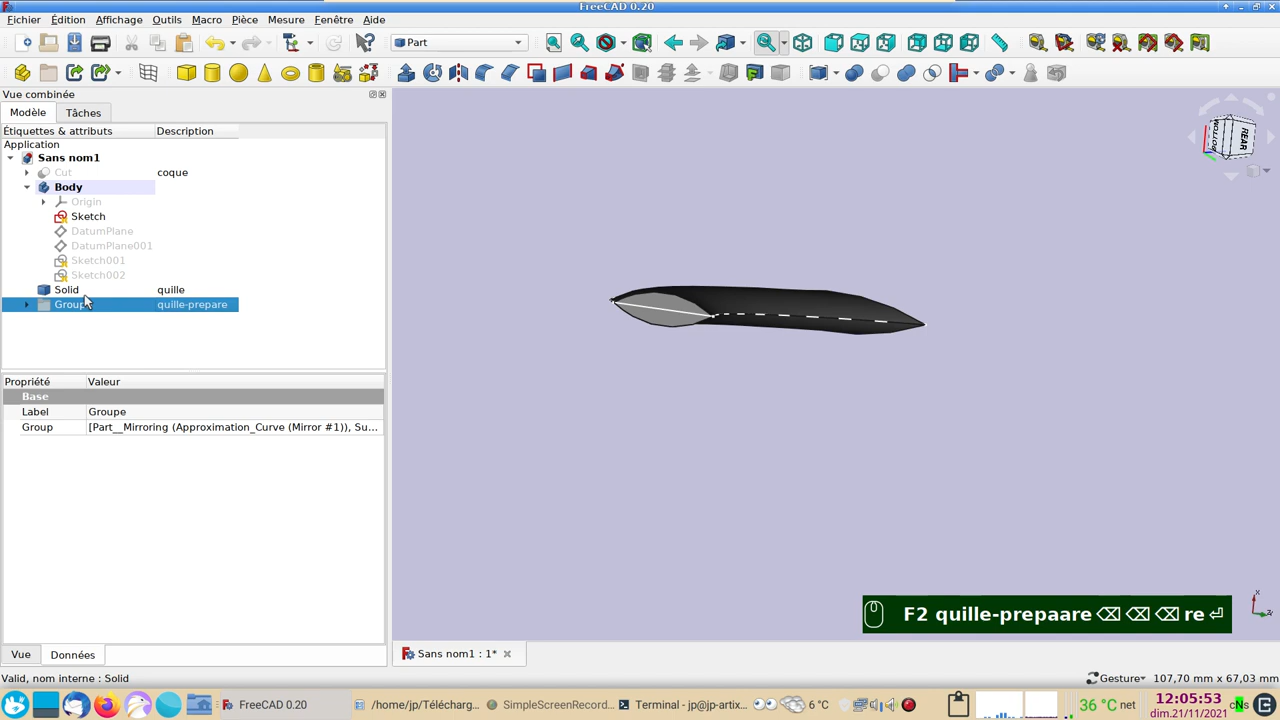 FreeCAD 0.20
Fichier Édition Affichage Outils Macro Pièce Mesure Fenêtre Aide
Part
Vue combinée
Modèle Tâches
Étiquettes & attributs Description
Application
Sans nom1
Cut coque
Body
Origin
Sketch
DatumPlane
DatumPlane001
Sketch001
Sketch002
Solid quille
Group quille-prepare
Propriété Valeur
Base
Label Groupe
Group [Part__Mirroring (Approximation_Curve (Mirror #1)), Su...
BOTTOM REAR
F2 quille-prepaare ⌫ ⌫ ⌫ re ⏎
Vue Données
Sans nom1 : 1*
Valid, nom interne : Solid
Gesture 107,70 mm x 67,03 mm
FreeCAD 0.20 /home/jp/Télécharg... SimpleScreenRecord... Terminal - jp@jp-artix... 6 °C 36 °C net 12:05:53 cNs
dim.21/11/2021